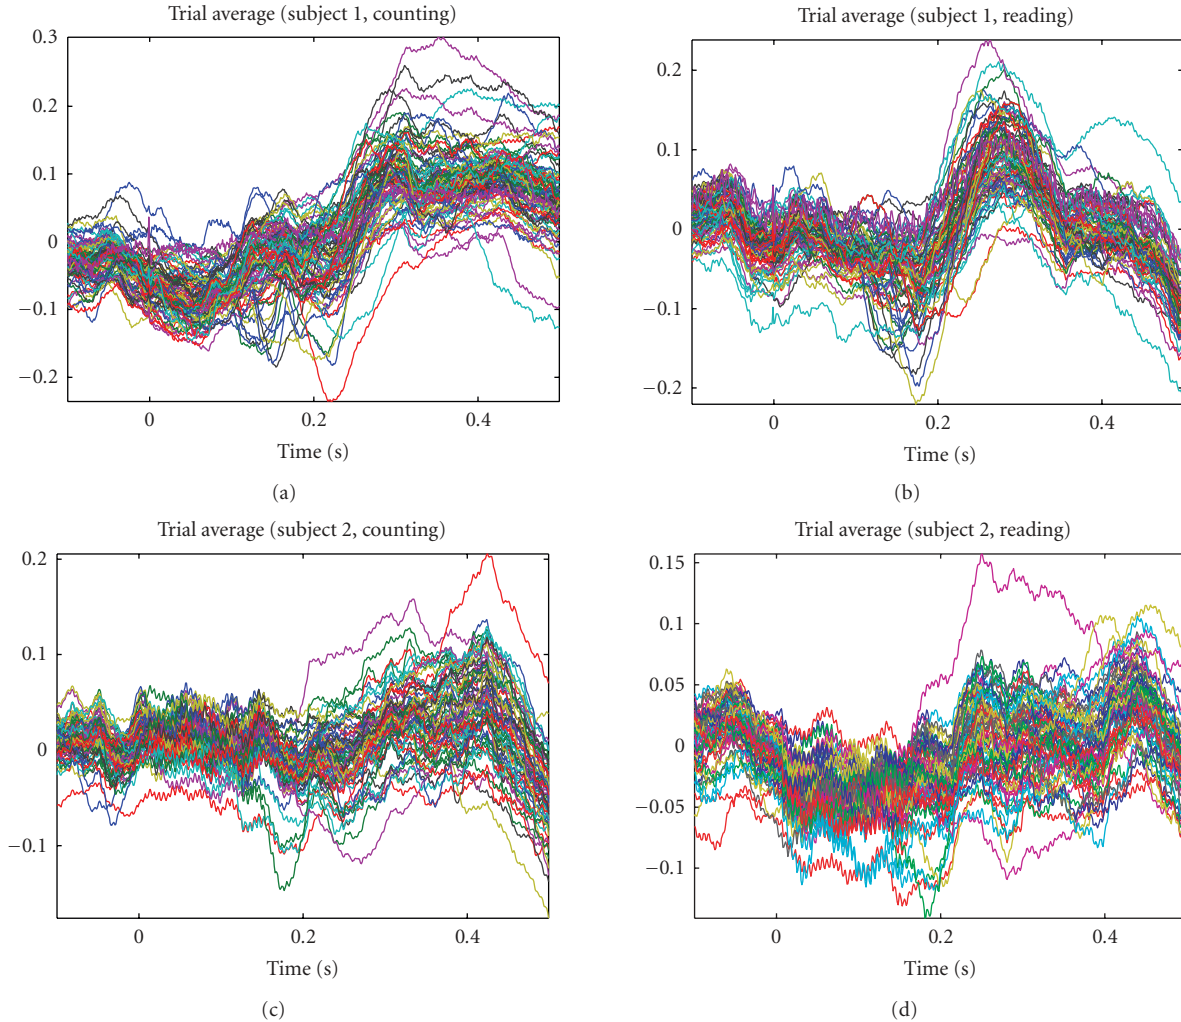 Trial average (subject 1, counting)
0.3
0.2
0.1
0
−0.1
−0.2
0
0.2
0.4
Time (s)
(a)
Trial average (subject 1, reading)
0.2
0.1
0
−0.1
−0.2
0
0.2
0.4
Time (s)
(b)
Trial average (subject 2, counting)
0.2
0.1
0
−0.1
0
0.2
0.4
Time (s)
(c)
Trial average (subject 2, reading)
0.15
0.1
0.05
0
−0.05
−0.1
0
0.2
0.4
Time (s)
(d)